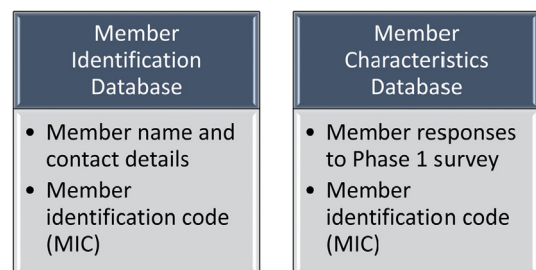 Member
Identification
Database
• Member name and
contact details
• Member
identification code
(MIC)
Member
Characteristics
Database
• Member responses
to Phase 1 survey
• Member
identification code
(MIC)